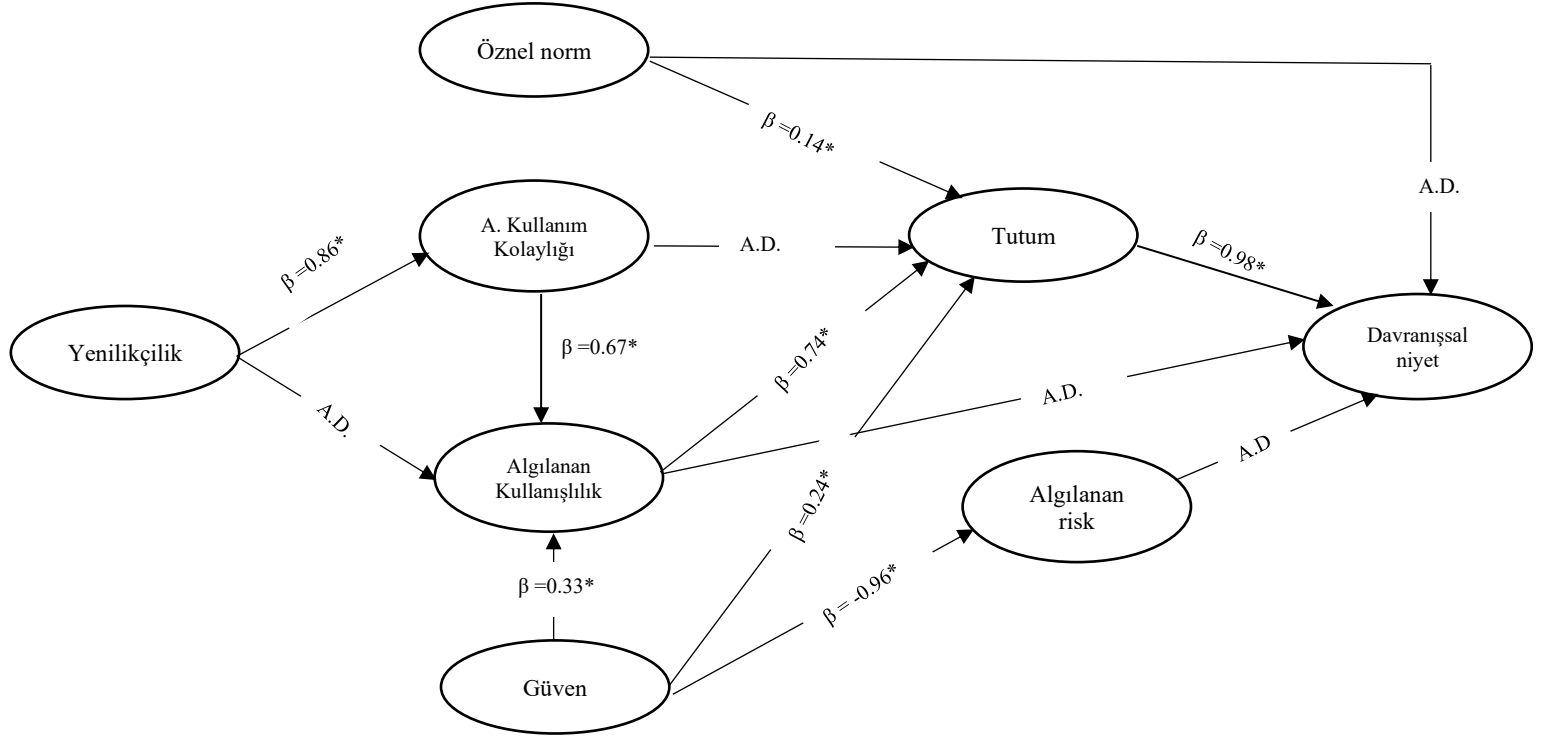 Öznel norm
β =0.14*
A.D.
A. Kullanım
Kolaylığı
A.D.
Tutum
β =0.98*
β =0.86*
Yenilikçilik
β =0.67*
β =0.74*
Davranışsal
niyet
A.D.
A.D.
A.D
Algılanan
Kullanışlılık
β =0.24*
Algılanan
risk
β =0.33*
β = -0.96*
Güven